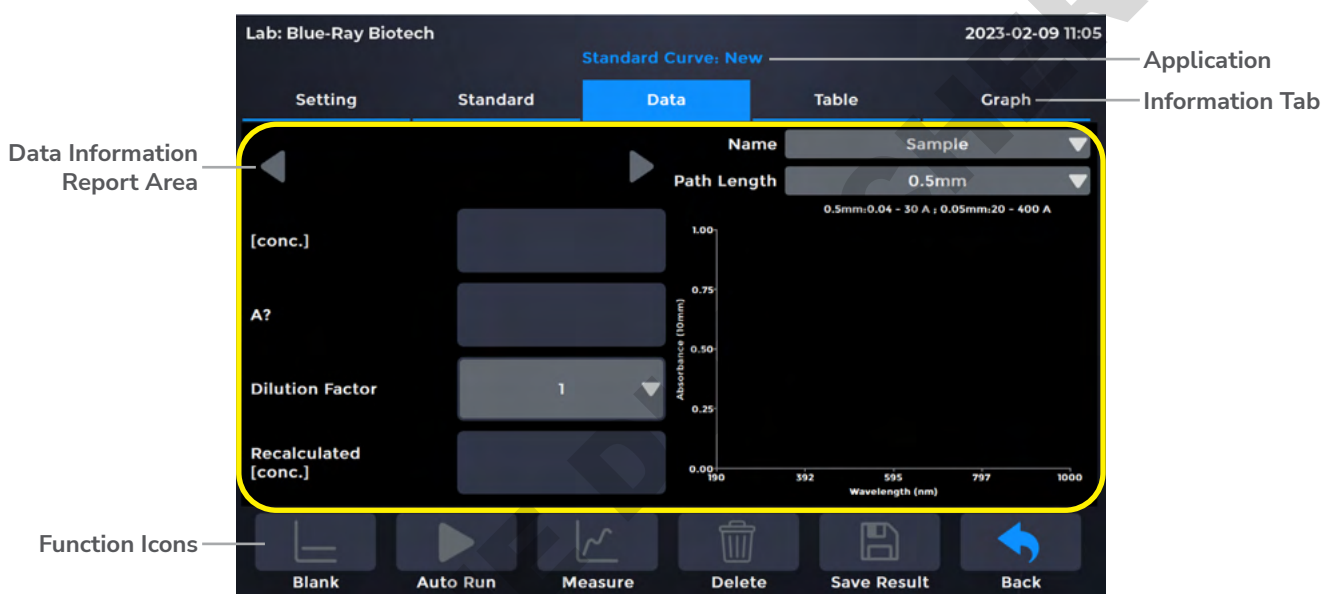 Lab: Blue-Ray Biotech
2023-02-09 11:05
Standard Curve: New
Application
Setting
Standard
Data
Table
Graph
Information Tab
Data Information
Report Area
Name
Sample
Path Length
0.5mm
0.5mm:0.04 - 30 A ; 0.05mm:20 - 400 A
[conc.]
A?
Dilution Factor
1
Recalculated
[conc.]
1.00
0.75
0.50
0.25
0.00
Absorbance (10mm)
190
392
595
797
1000
Wavelength (nm)
Function Icons
Blank
Auto Run
Measure
Delete
Save Result
Back